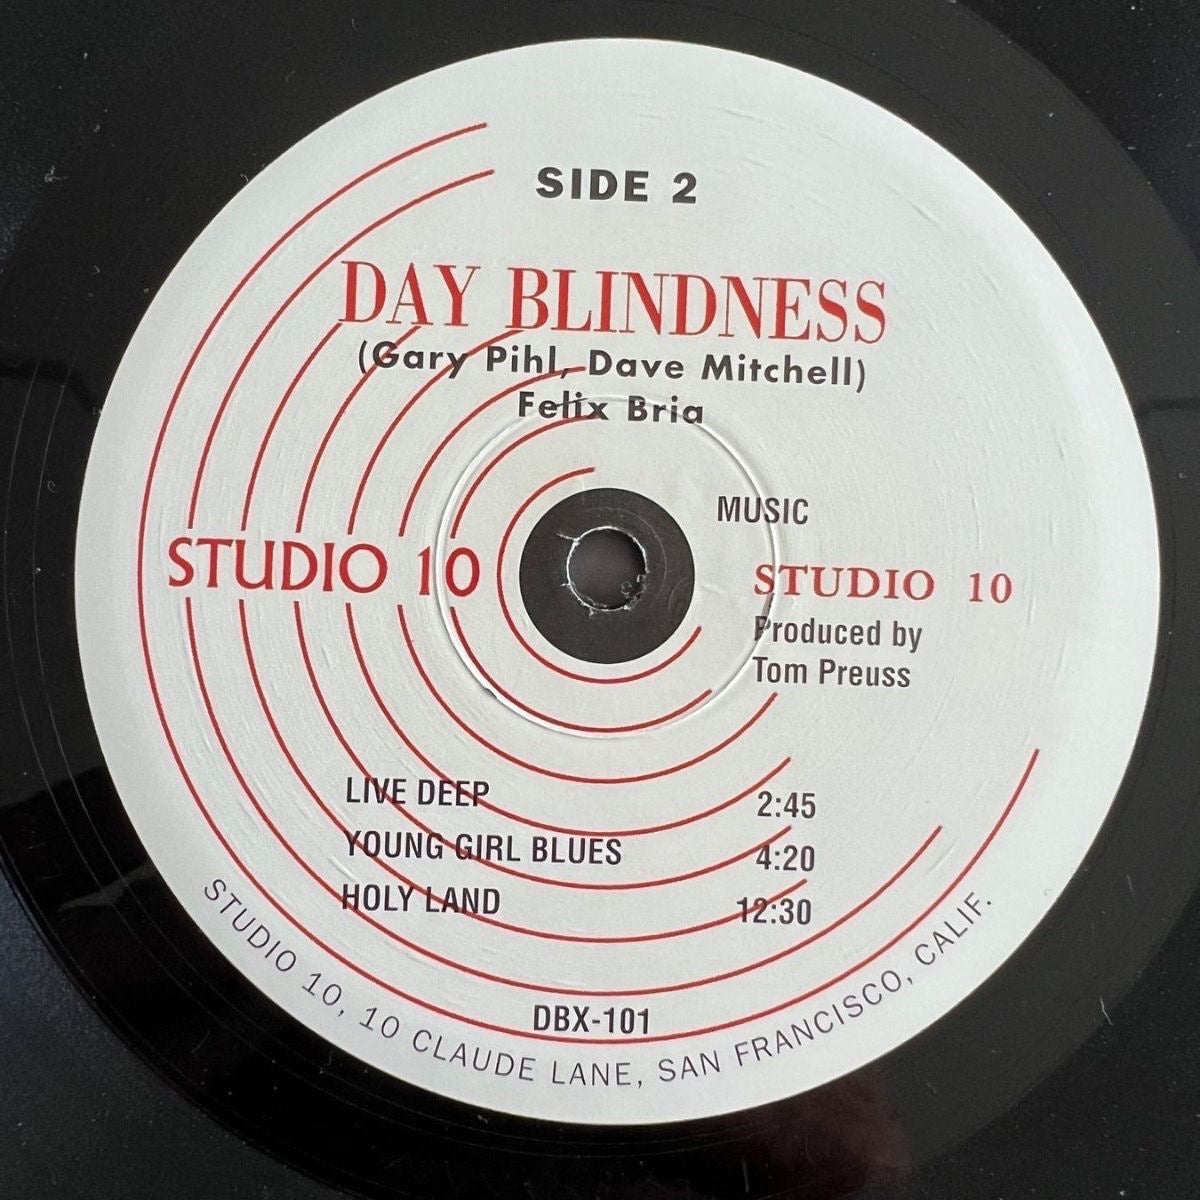 SIDE 2
DAY BLINDNESS
(Gary Pihl, Dave Mitchell)
Felix Bria
MUSIC
STUDIO 10
STUDIO 10
Produced by
Tom Preuss
LIVE DEEP 2:45
YOUNG GIRL BLUES 4:20
HOLY LAND 12:30
DBX-101
STUDIO 10, 10 CLAUDE LANE, SAN FRANCISCO, CALIF.